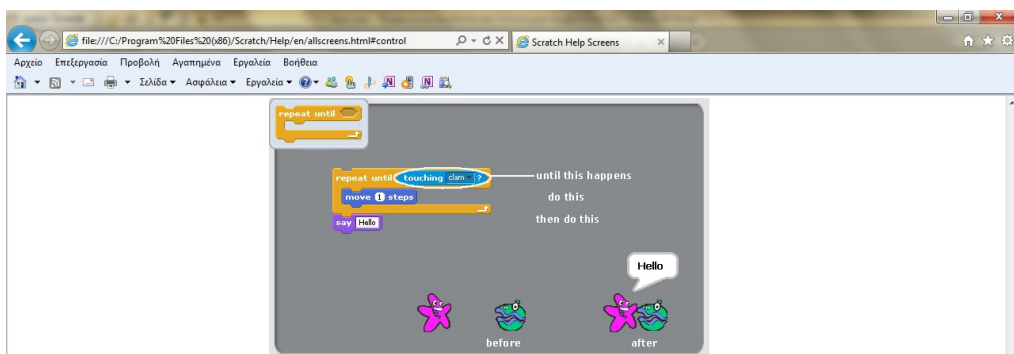 file:///C:/Program%20Files%20(x86)/Scratch/Help/en/allscreens.html#control
Scratch Help Screens
Αρχείο Επεξεργασία Προβολή Αγαπημένα Εργαλεία Βοήθεια
Σελίδα Ασφάλεια Εργαλεία
repeat until
repeat until touching clam ? until this happens
move 1 steps do this
say Hello then do this
Hello
before after